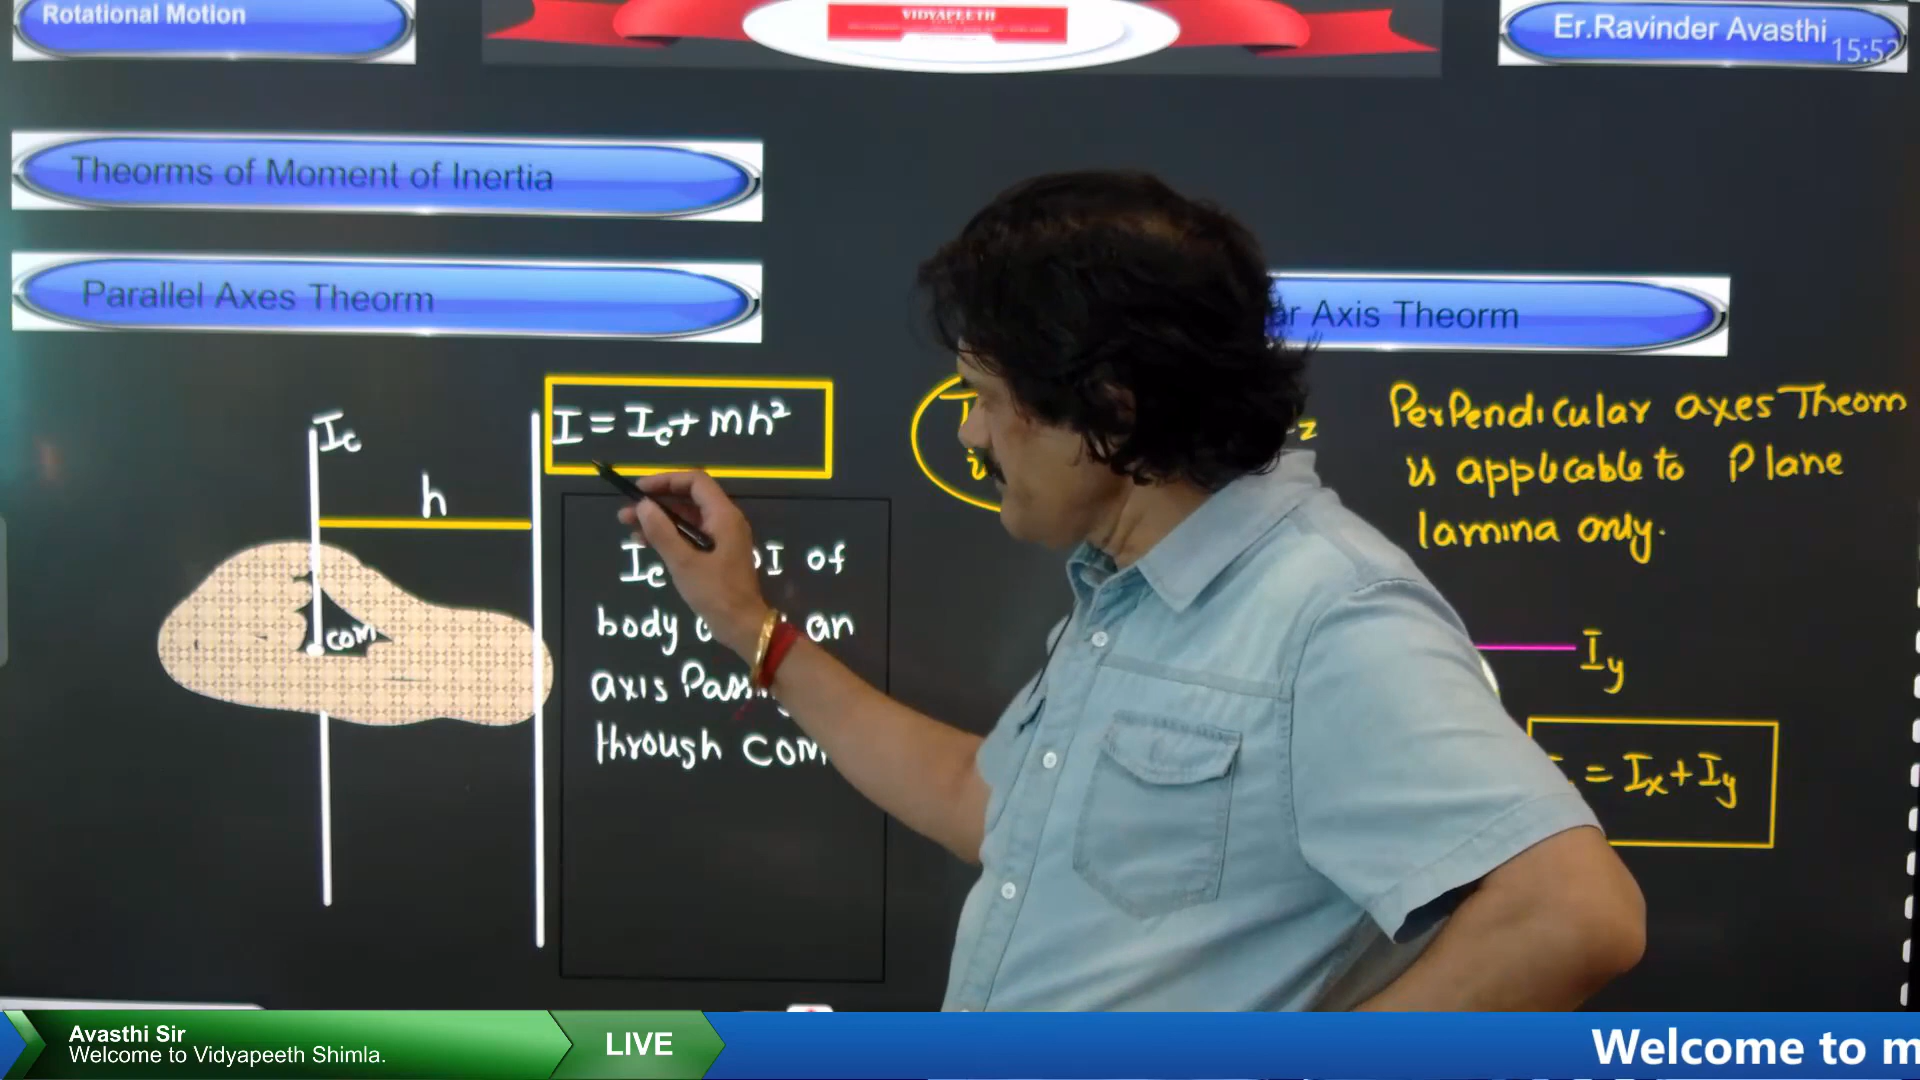 Rotational Motion
VIDYAPEETH
Er.Ravinder Avasthi
15:52
Theorms of Moment of Inertia
Parallel Axes Theorm
Axis Theorm
Ic
I = Ic + mh²
h
com
Ic I of
body an
axis
through com
Perpendicular axes Theom
is applicable to Plane
lamina only.
Iy
= Ix + Iy
Avasthi Sir
Welcome to Vidyapeeth Shimla.
LIVE
Welcome to